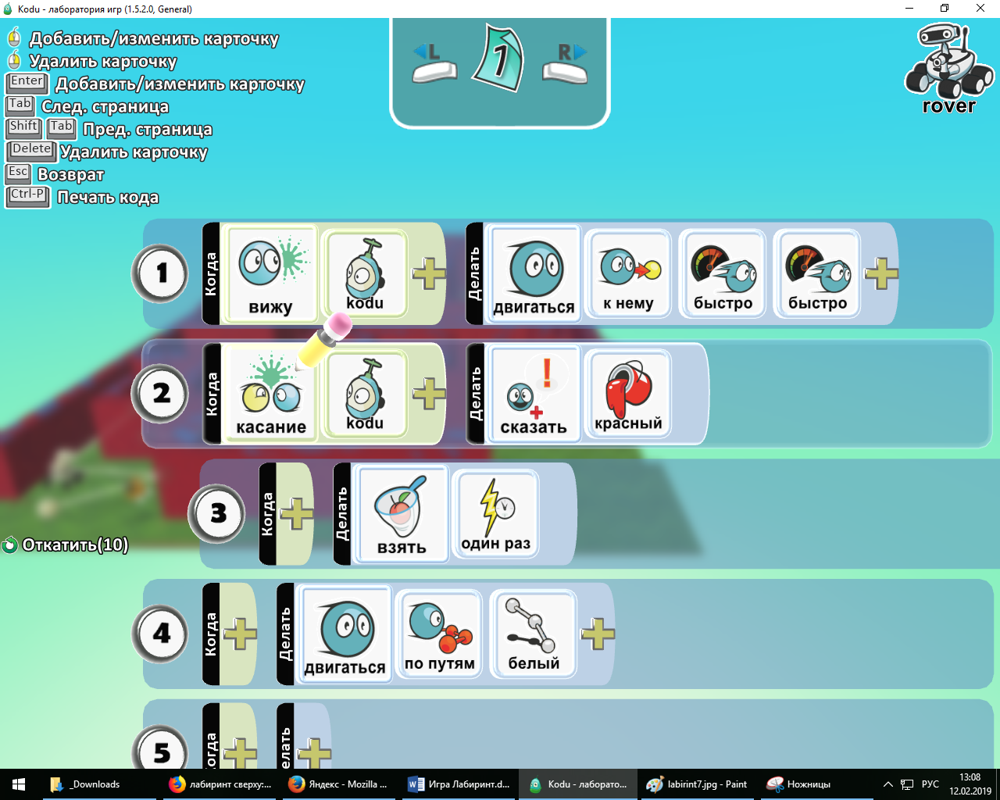 Kodu - лаборатория игр (1.5.2.0, General)
Добавить/изменить карточку
Удалить карточку
Enter Добавить/изменить карточку
Tab След. страница
Shift Tab Пред. страница
Delete Удалить карточку
Esc Возврат
Ctrl-P Печать кода
L 1 R
rover
1 Когда вижу kodu Делать двигаться к нему быстро быстро
2 Когда касание kodu Делать сказать красный
3 Когда Делать взять один раз
Откатить(10)
4 Когда Делать двигаться по путям белый
5 огда елать
_Downloads лабиринт сверху:... Яндекс - Mozilla ... Игра Лабиринт.d... Kodu - лаборато... labirint7.jpg - Paint Ножницы РУС 13:08
12.02.2019